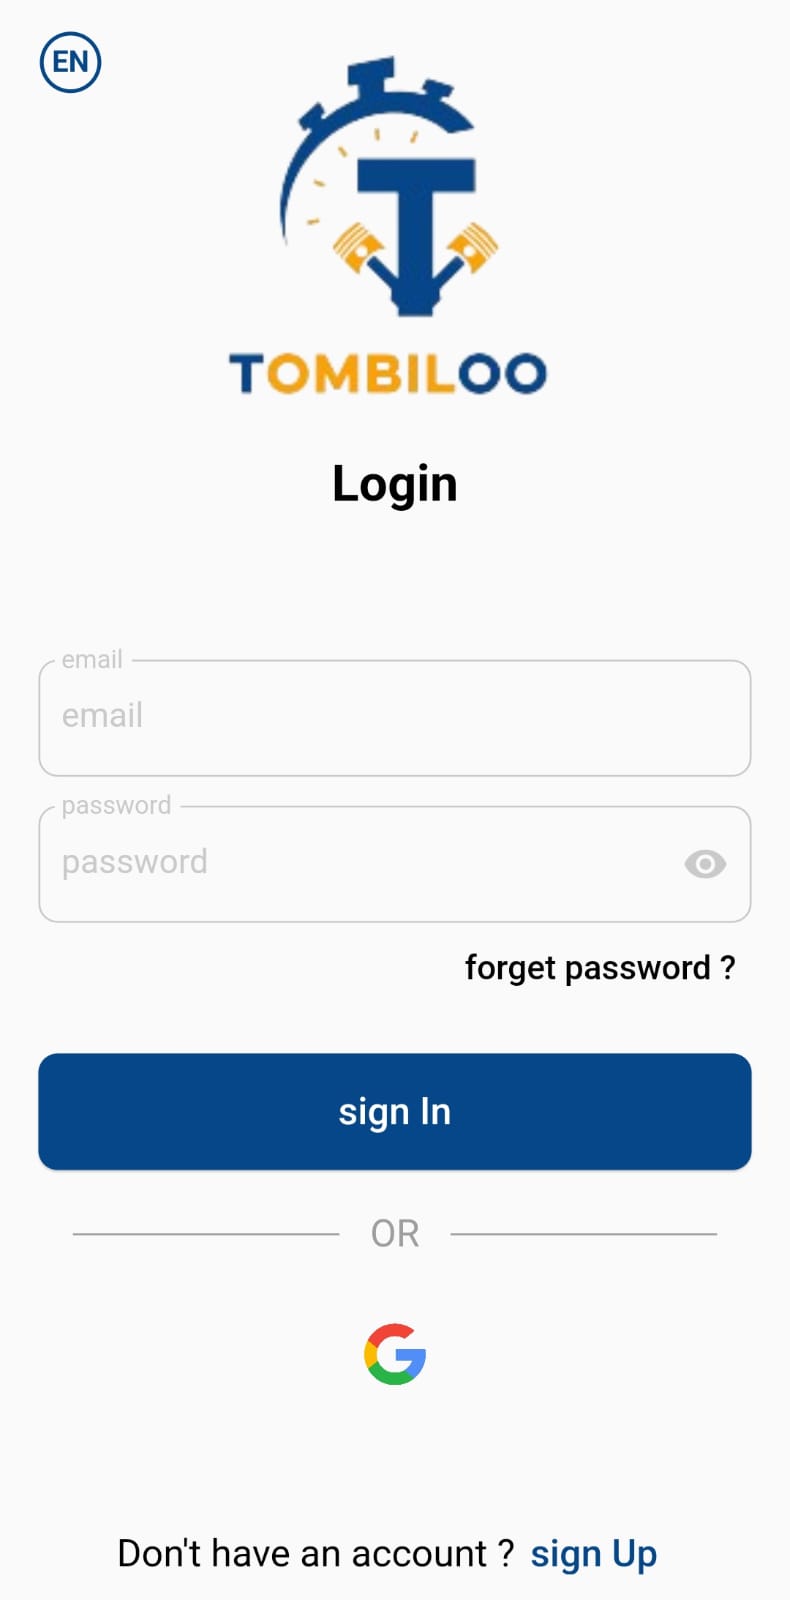 EN
TOMBILOO
Login
email
email
password
password
forget password ?
sign In
OR
Don't have an account ? sign Up